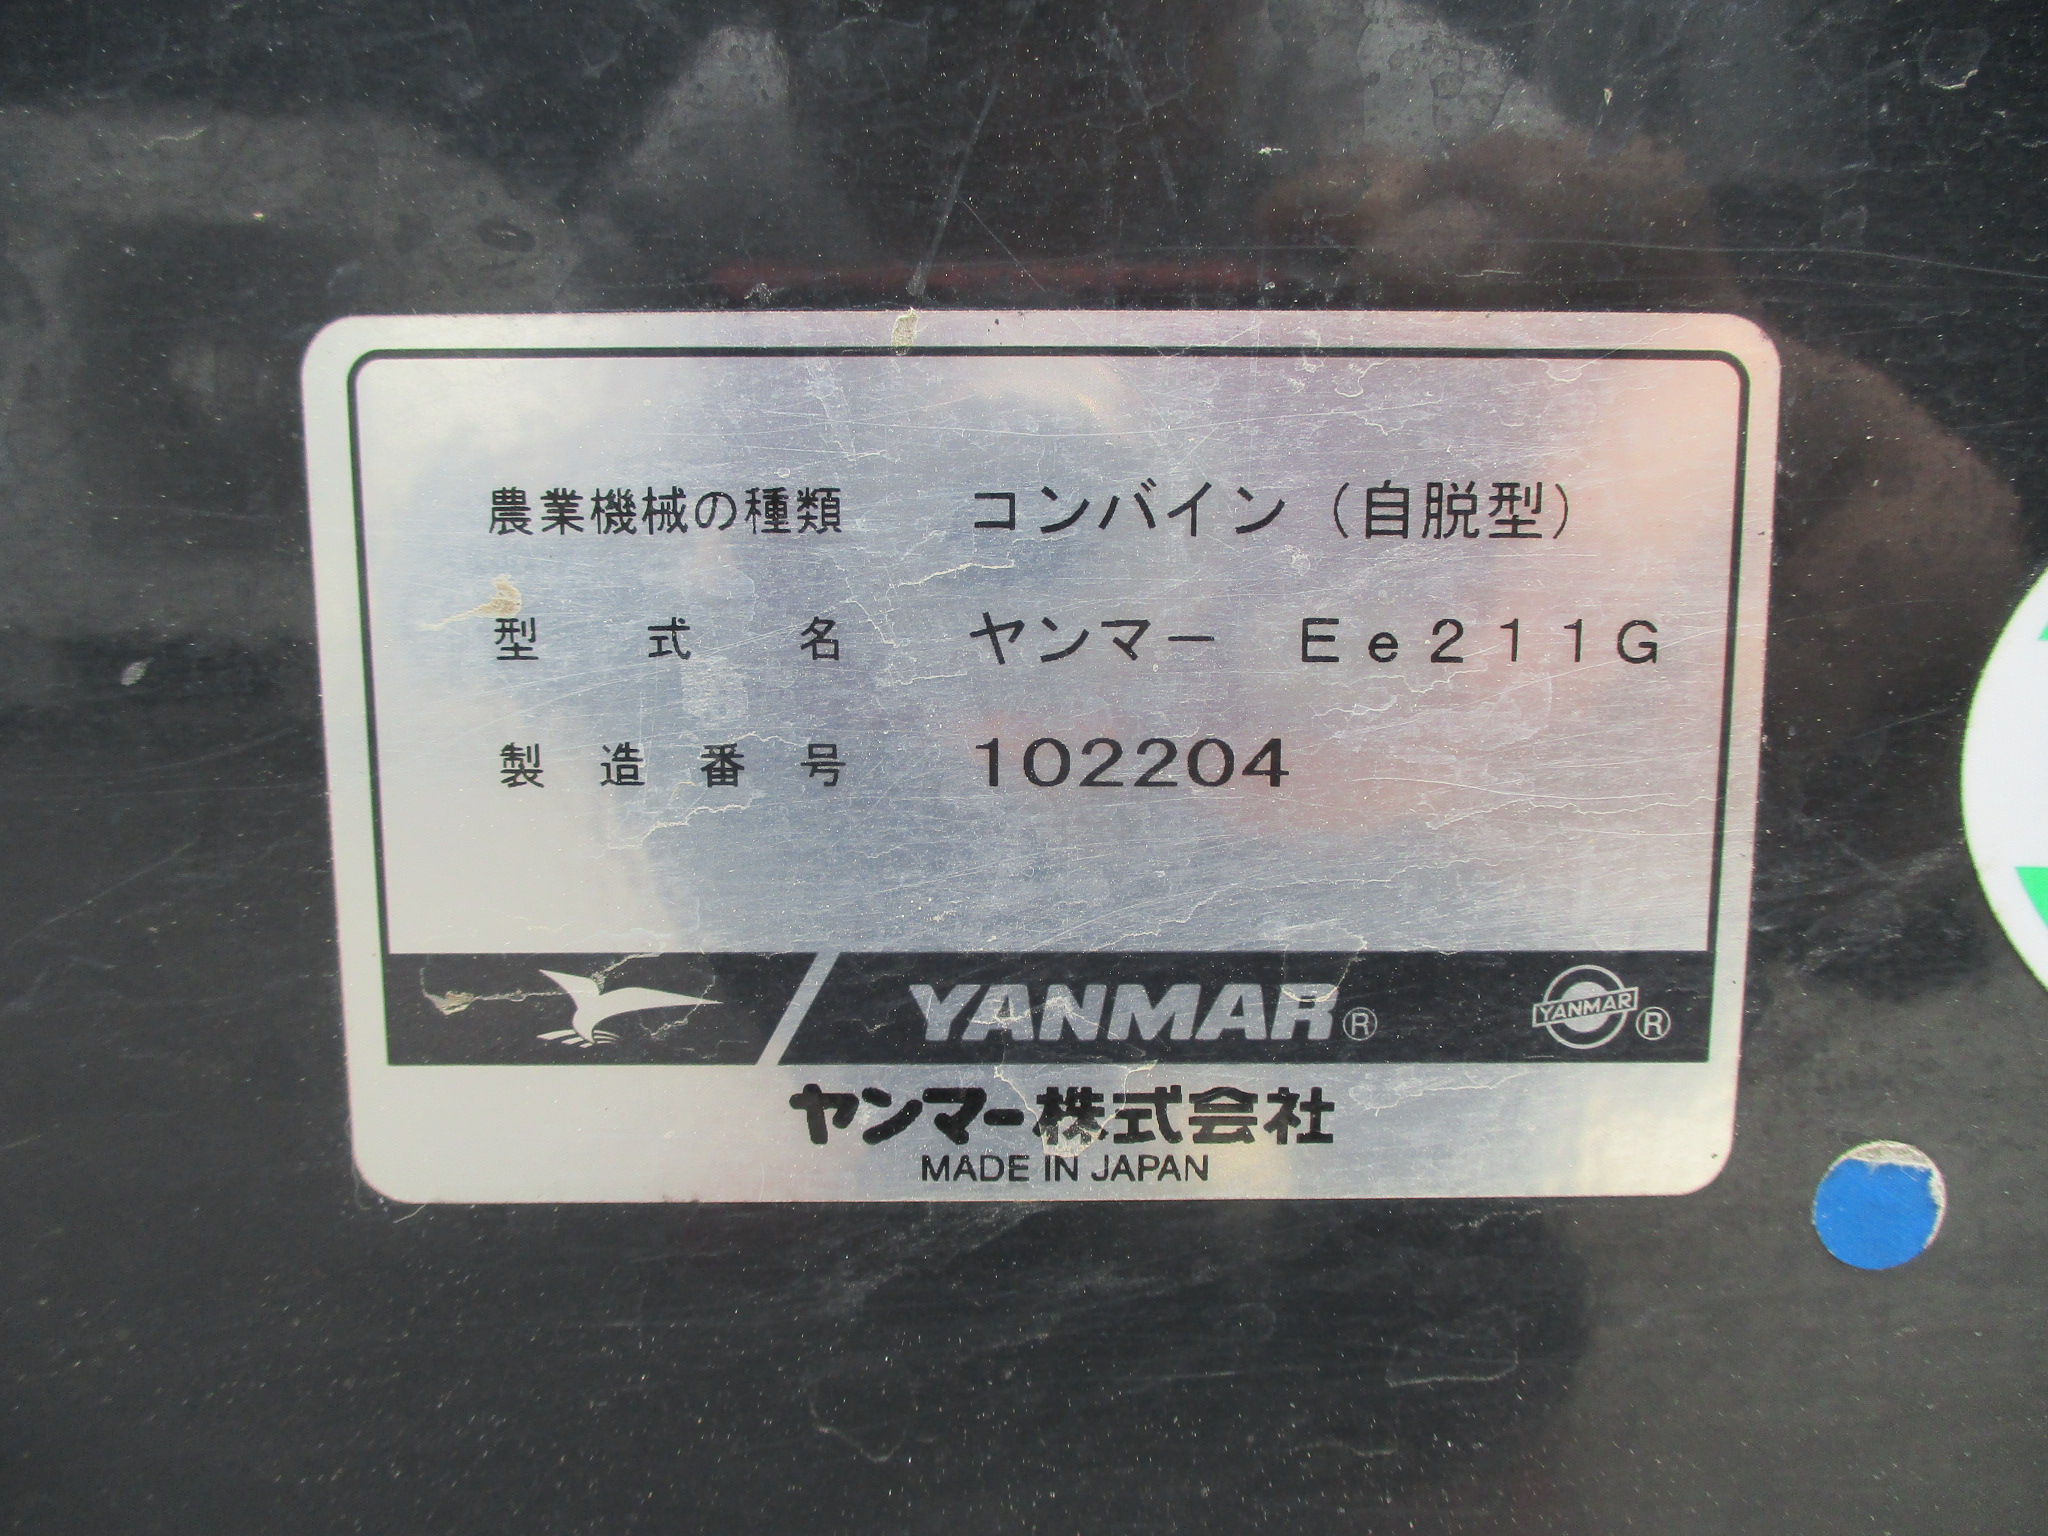 農業機械の種類 コンバイン（自脱型）
型式名 ヤンマー Ｅｅ２１１Ｇ
製造番号 102204
YANMAR® YANMAR®
ヤンマー株式会社
MADE IN JAPAN